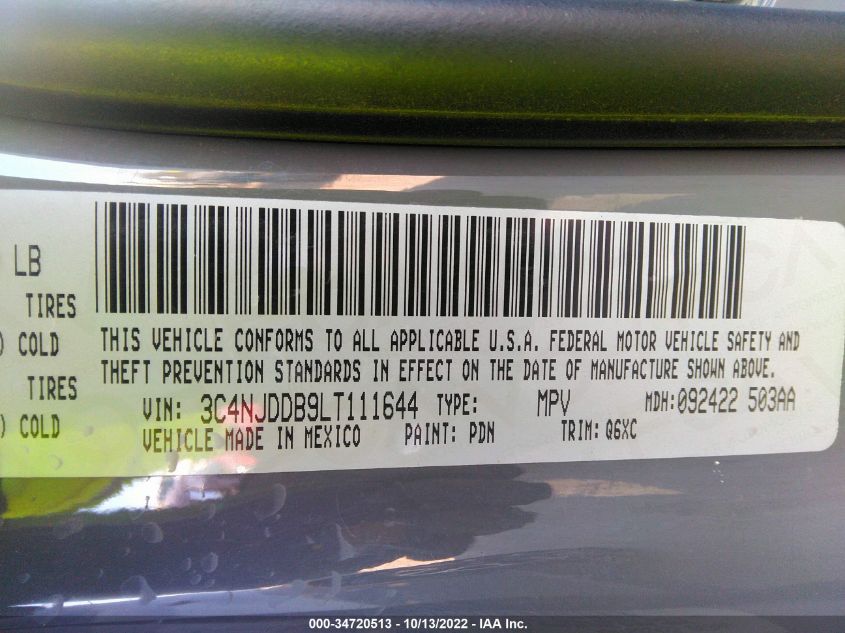 LB
TIRES
) COLD
TIRES
) COLD
THIS VEHICLE CONFORMS TO ALL APPLICABLE U.S.A. FEDERAL MOTOR VEHICLE SAFETY AND
THEFT PREVENTION STANDARDS IN EFFECT ON THE DATE OF MANUFACTURE SHOWN ABOVE.
VIN: 3C4NJDDB9LT111644 TYPE: MPV MDH: 092422 503AA
VEHICLE MADE IN MEXICO PAINT: PDN TRIM: Q6XC
000-34720513 - 10/13/2022 - IAA Inc.